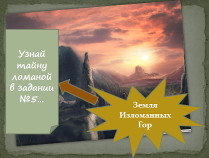 Узнай
тайну
ломаной
в задании
№5...
Земля
Изломанных
Гор